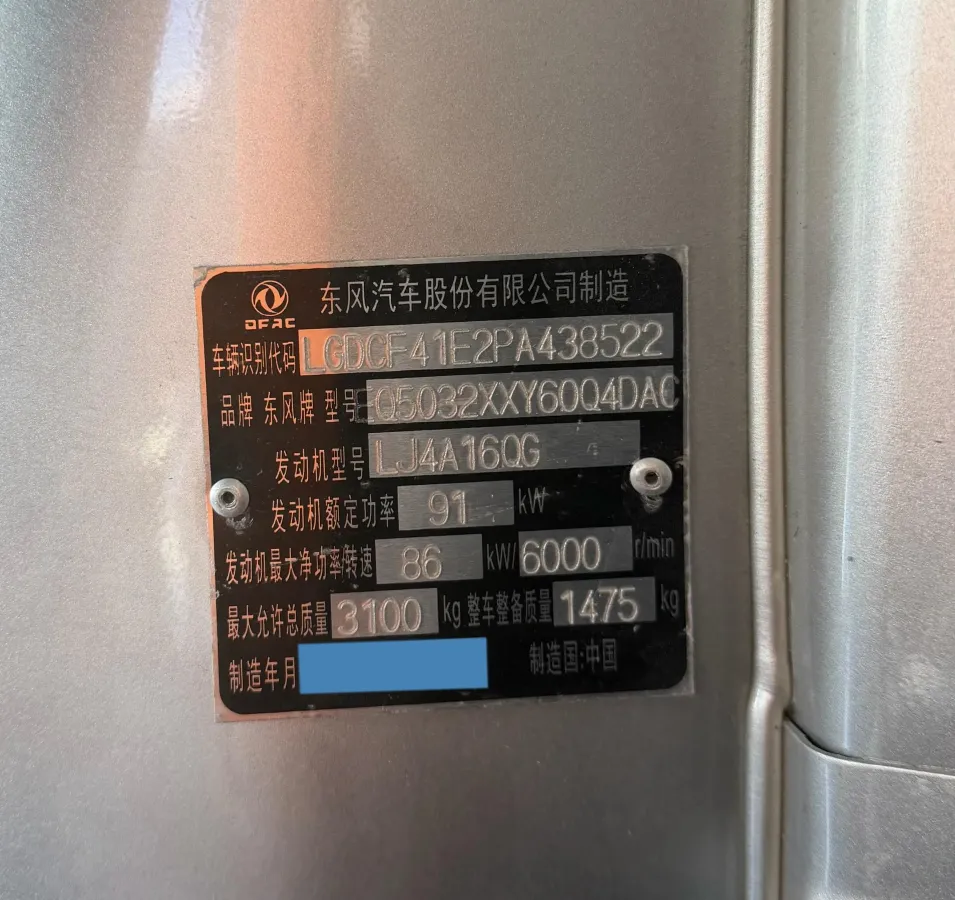 东风汽车股份有限公司制造
DFAC
车辆识别代码 LGDCF41E2PA438522
品牌 东风牌 型号 EQ5032XXY60Q4DAC
发动机型号 LJ4A16QG
发动机额定功率 91 kW
发动机最大净功率/转速 86 kW/ 6000 r/min
最大允许总质量 3100 kg 整车整备质量 1475 kg
制造年月 制造国:中国